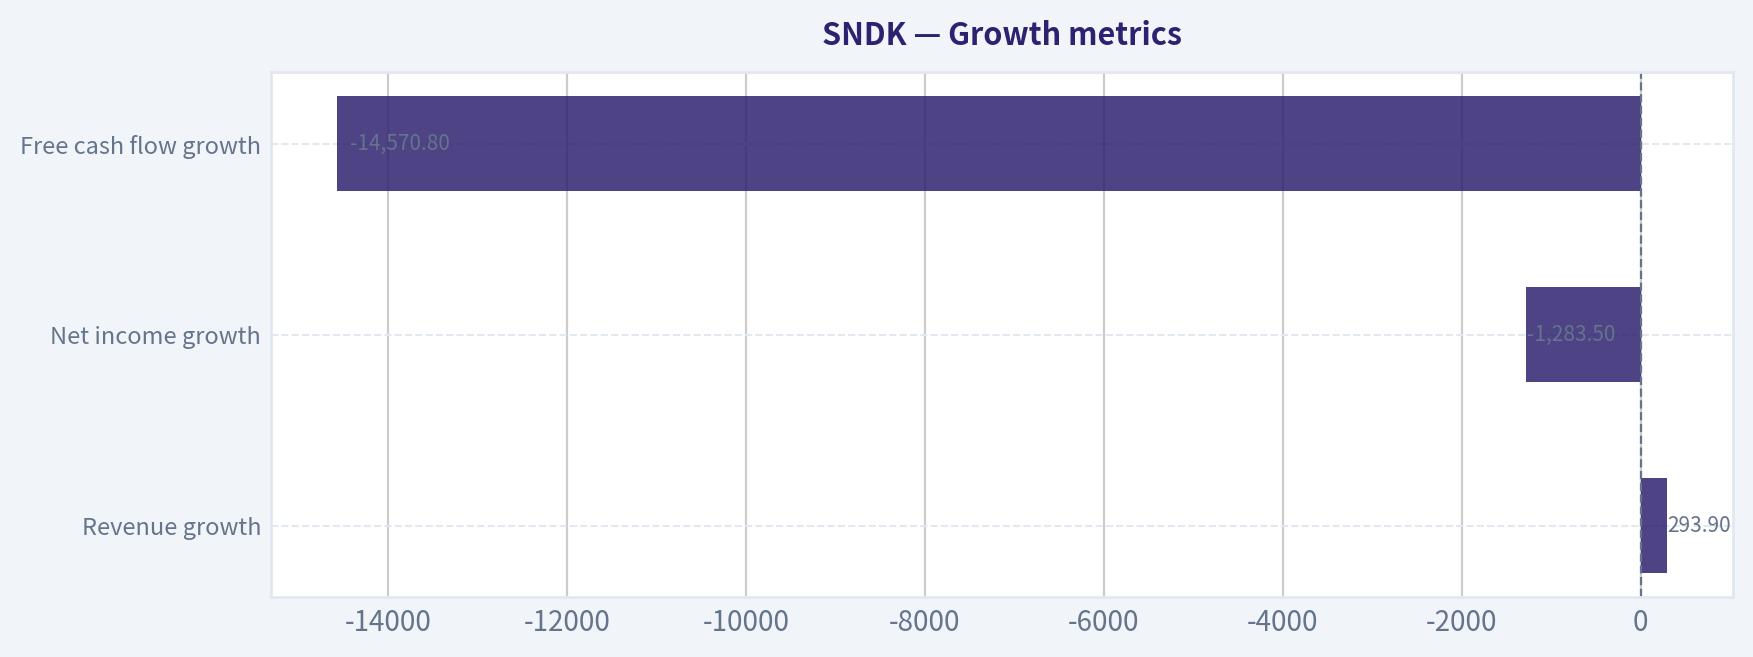 SNDK — Growth metrics
Free cash flow growth
-14,570.80
Net income growth
-1,283.50
Revenue growth
293.90
-14000 -12000 -10000 -8000 -6000 -4000 -2000 0